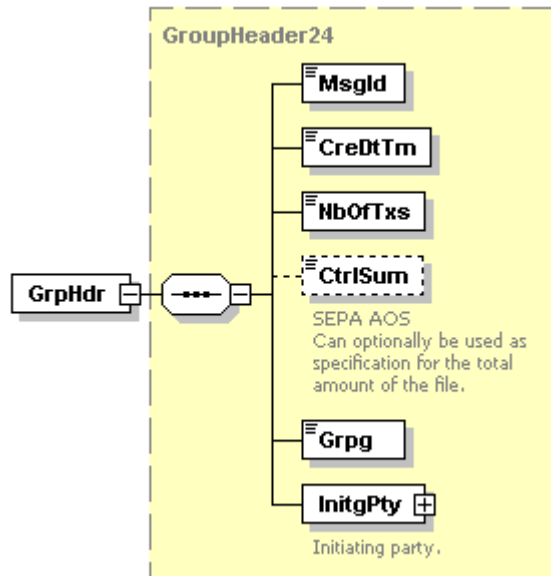 GroupHeader24
MsgId
CreDtTm
NbOfTxs
GrpHdr
CtrlSum
SEPA AOS
Can optionally be used as
specification for the total
amount of the file.
Grpg
InitgPty
Initiating party.